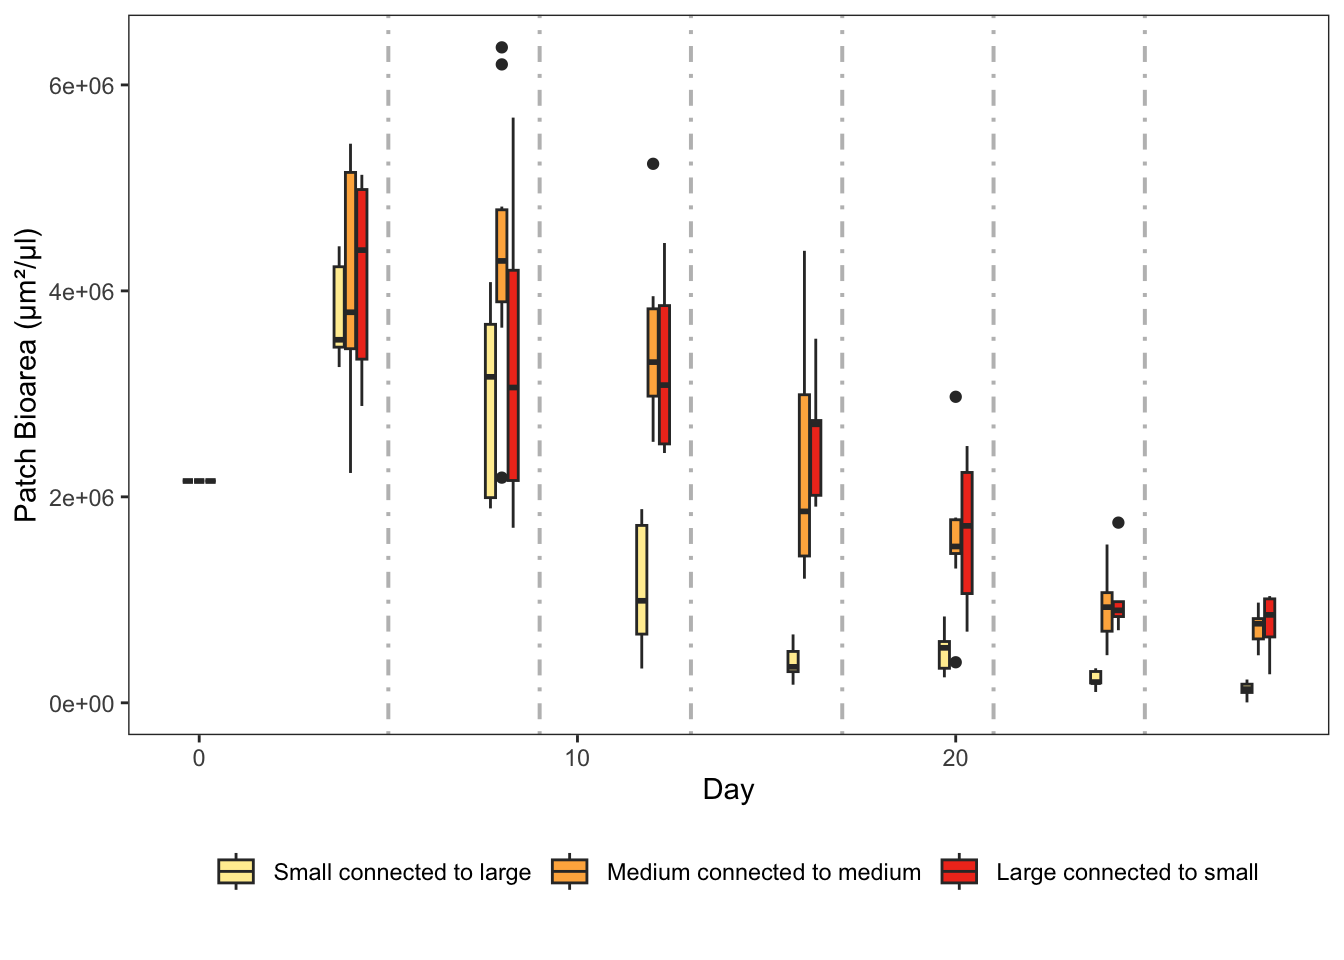 Patch Bioarea (μm²/μl)
6e+06
4e+06
2e+06
0e+00
0 10 20
Day
Small connected to large Medium connected to medium Large connected to small